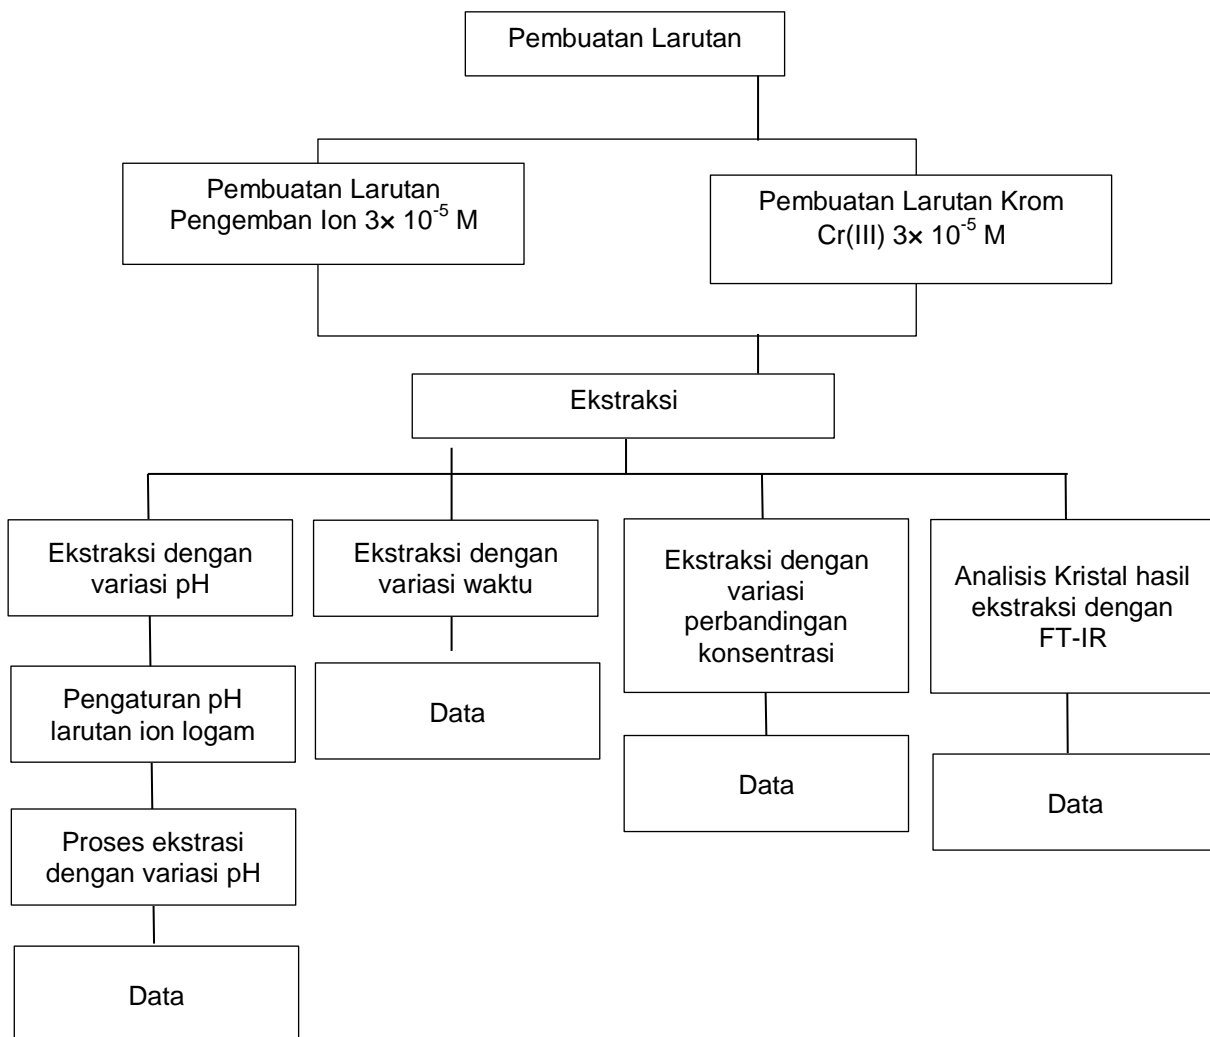 Pembuatan Larutan
Pembuatan Larutan
Pengemban Ion 3× 10⁻⁵ M
Pembuatan Larutan Krom
Cr(III) 3× 10⁻⁵ M
Ekstraksi
Ekstraksi dengan
variasi pH
Ekstraksi dengan
variasi waktu
Ekstraksi dengan
variasi
perbandingan
konsentrasi
Analisis Kristal hasil
ekstraksi dengan
FT-IR
Pengaturan pH
larutan ion logam
Data
Data
Data
Proses ekstrasi
dengan variasi pH
Data